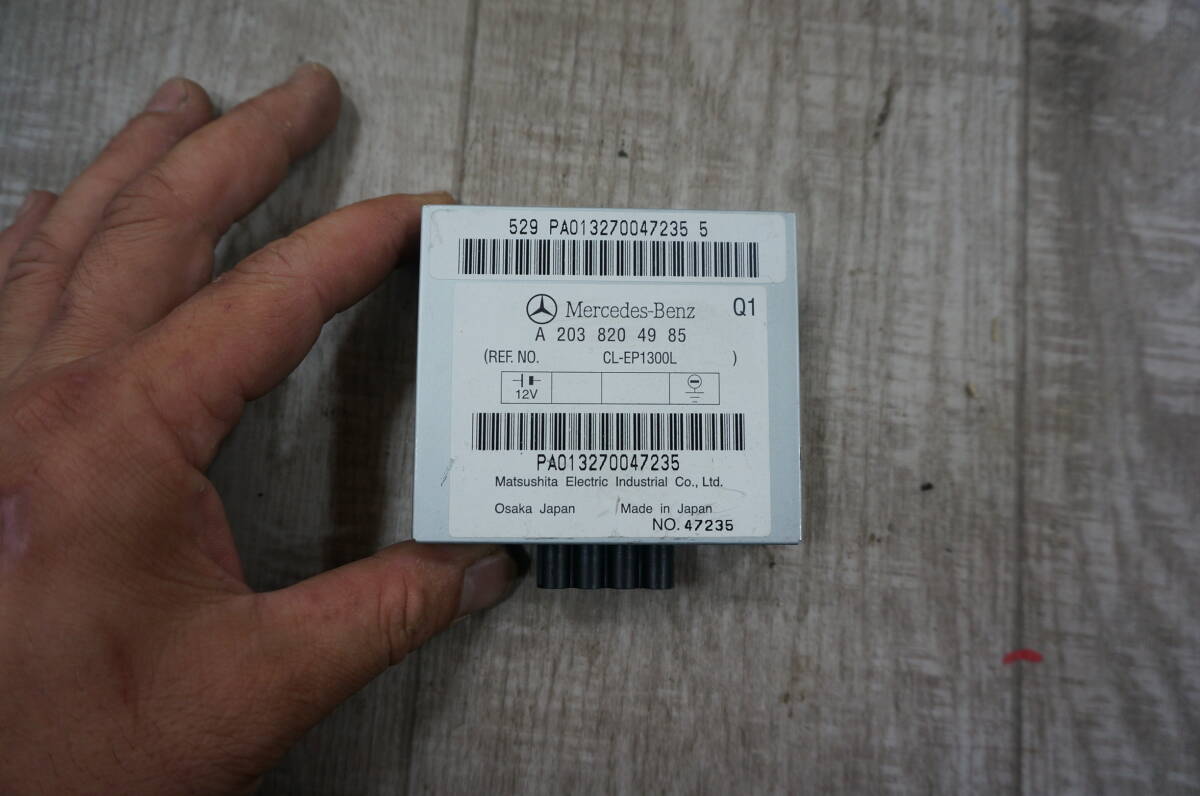 529 PA013270047235 5
Mercedes-Benz Q1
A 203 820 49 85
(REF. NO. CL-EP1300L )
12V
PA013270047235
Matsushita Electric Industrial Co., Ltd.
Osaka Japan Made in Japan
NO. 47235